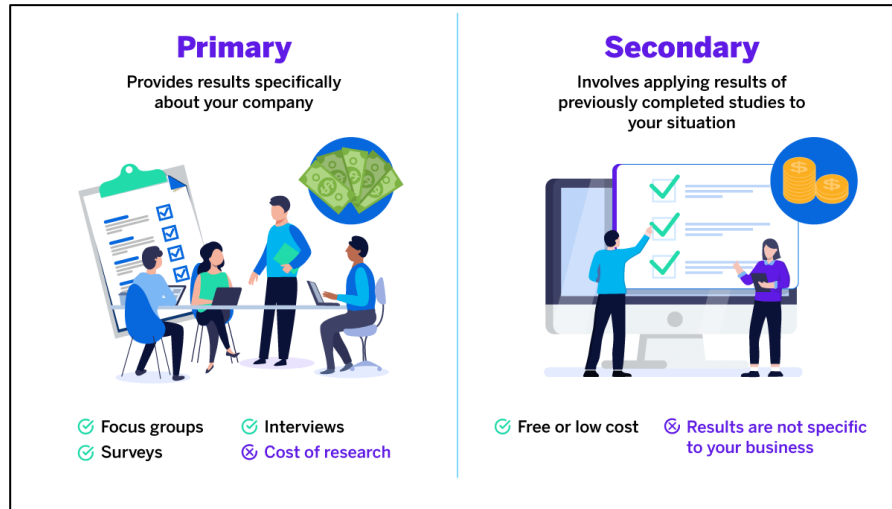 Primary
Provides results specifically
about your company
Focus groups
Interviews
Surveys
Cost of research
Secondary
Involves applying results of
previously completed studies to
your situation
Free or low cost
Results are not specific
to your business